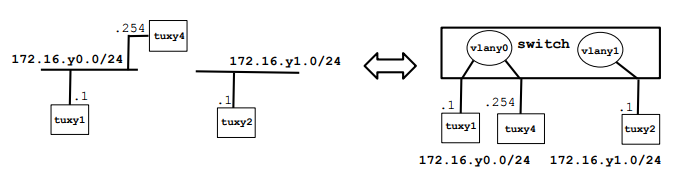 .254
tuxy4
172.16.y0.0/24
.1
tuxy1
172.16.y1.0/24
.1
tuxy2
vlany0
switch
vlany1
.1
tuxy1
.254
tuxy4
.1
tuxy2
172.16.y0.0/24
172.16.y1.0/24